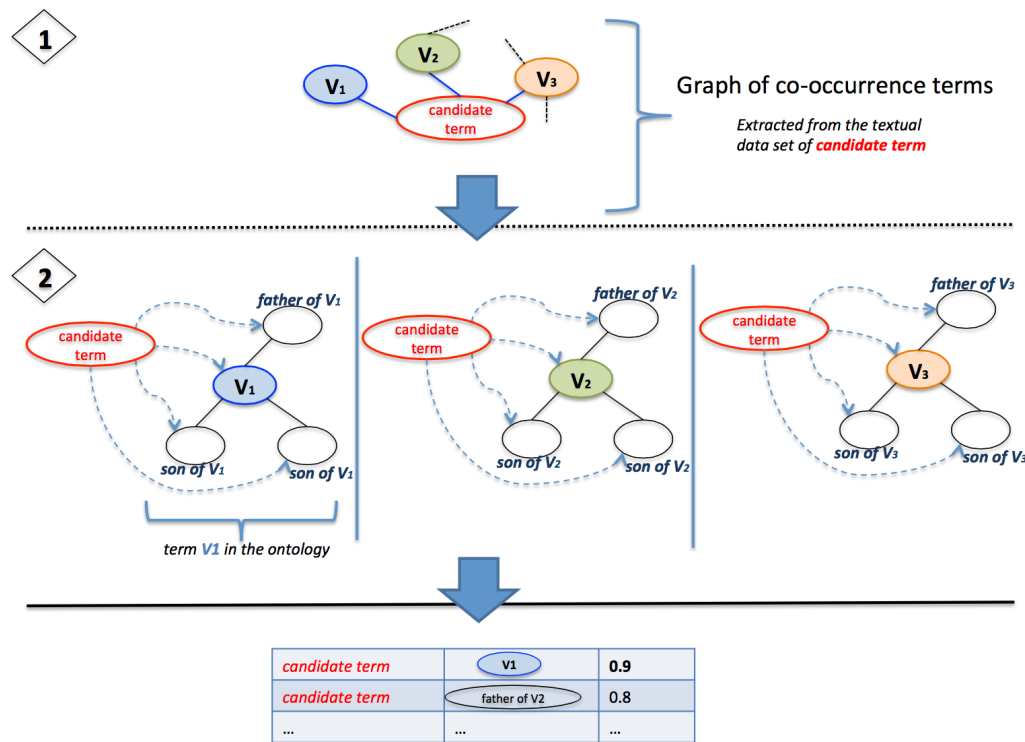 1
V1
V2
V3
candidate
term
Graph of co-occurrence terms
Extracted from the textual
data set of candidate term
2
candidate
term
father of V1
V1
son of V1
son of V1
term V1 in the ontology
candidate
term
father of V2
V2
son of V2
son of V2
candidate
term
father of V3
V3
son of V3
son of V3
candidate term V1 0.9
candidate term father of V2 0.8
... ... ...